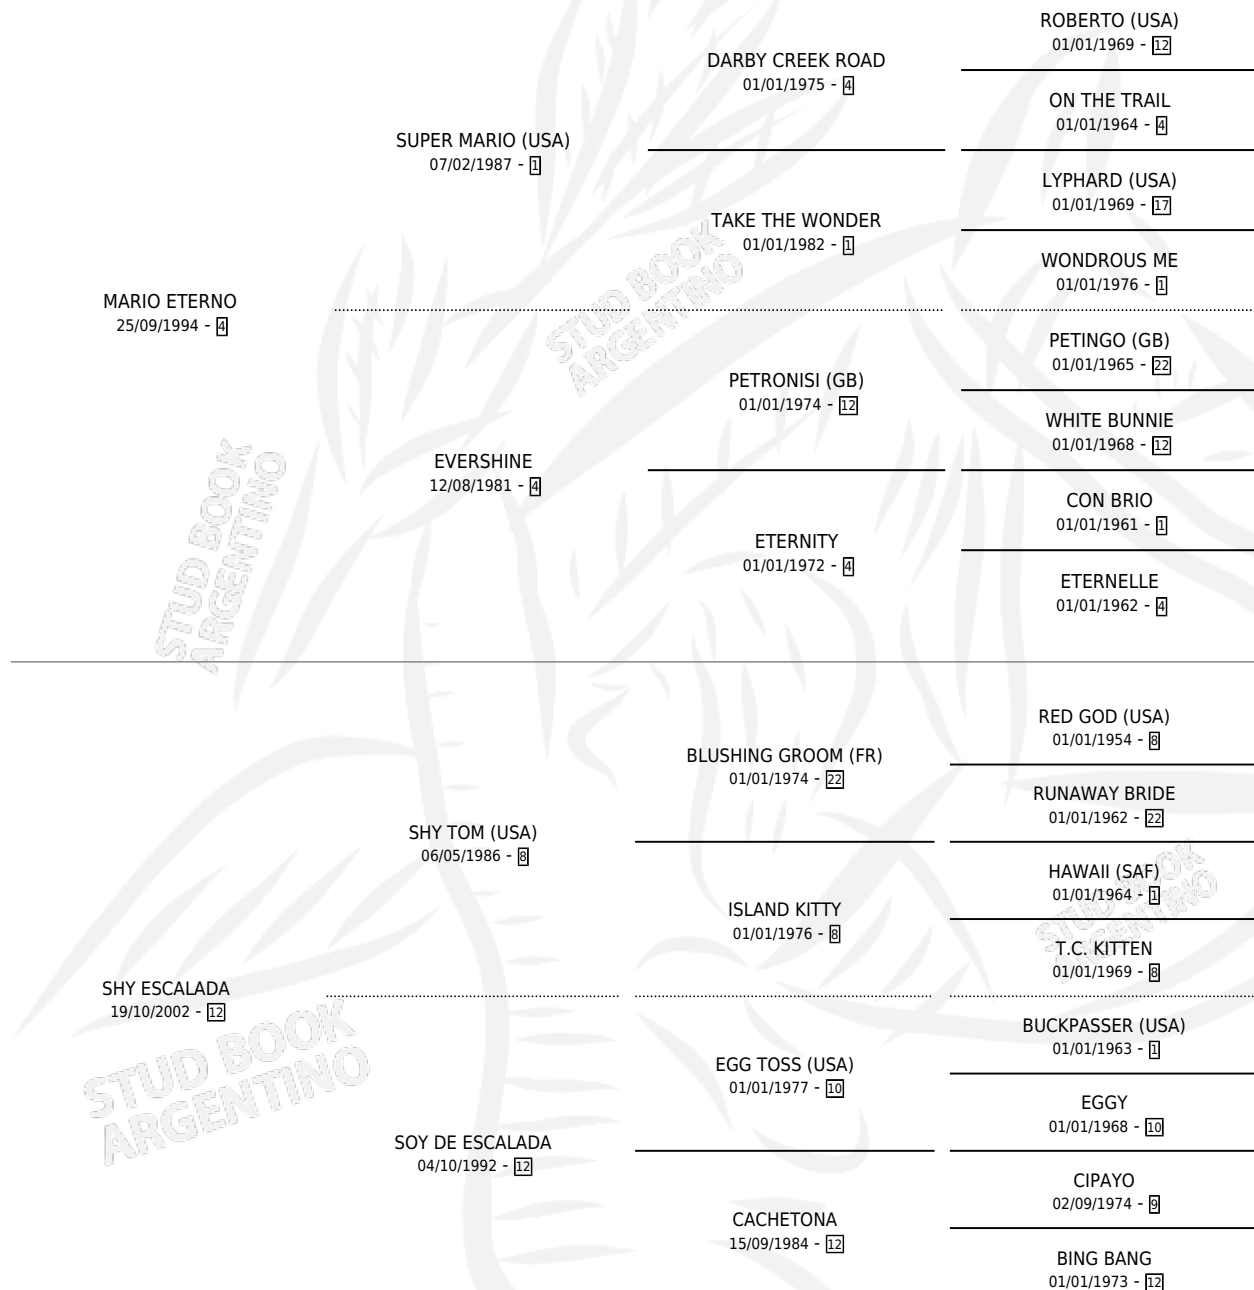 ROBERTO (USA)
01/01/1969 - 12
DARBY CREEK ROAD
01/01/1975 - 4
ON THE TRAIL
01/01/1964 - 4
SUPER MARIO (USA)
07/02/1987 - 1
LYPHARD (USA)
01/01/1969 - 17
TAKE THE WONDER
01/01/1982 - 1
WONDROUS ME
01/01/1976 - 1
MARIO ETERNO
25/09/1994 - 4
STUD BOOK
ARGENTINO
PETINGO (GB)
01/01/1965 - 22
PETRONISI (GB)
01/01/1974 - 12
WHITE BUNNIE
01/01/1968 - 12
EVERSHINE
12/08/1981 - 4
CON BRIO
01/01/1961 - 1
ETERNITY
01/01/1972 - 4
ETERNELLE
01/01/1962 - 4
STUD BOOK
ARGENTINO
RED GOD (USA)
01/01/1954 - 8
BLUSHING GROOM (FR)
01/01/1974 - 22
RUNAWAY BRIDE
01/01/1962 - 22
SHY TOM (USA)
06/05/1986 - 8
HAWAII (SAF)
01/01/1964 - 1
ISLAND KITTY
01/01/1976 - 8
T.C. KITTEN
01/01/1969 - 8
STUD BOOK
ARGENTINO
SHY ESCALADA
19/10/2002 - 12
BUCKPASSER (USA)
01/01/1963 - 1
EGG TOSS (USA)
01/01/1977 - 10
EGGY
01/01/1968 - 10
STUD BOOK
ARGENTINO
SOY DE ESCALADA
04/10/1992 - 12
CIPAYO
02/09/1974 - 9
CACHETONA
15/09/1984 - 12
BING BANG
01/01/1973 - 12